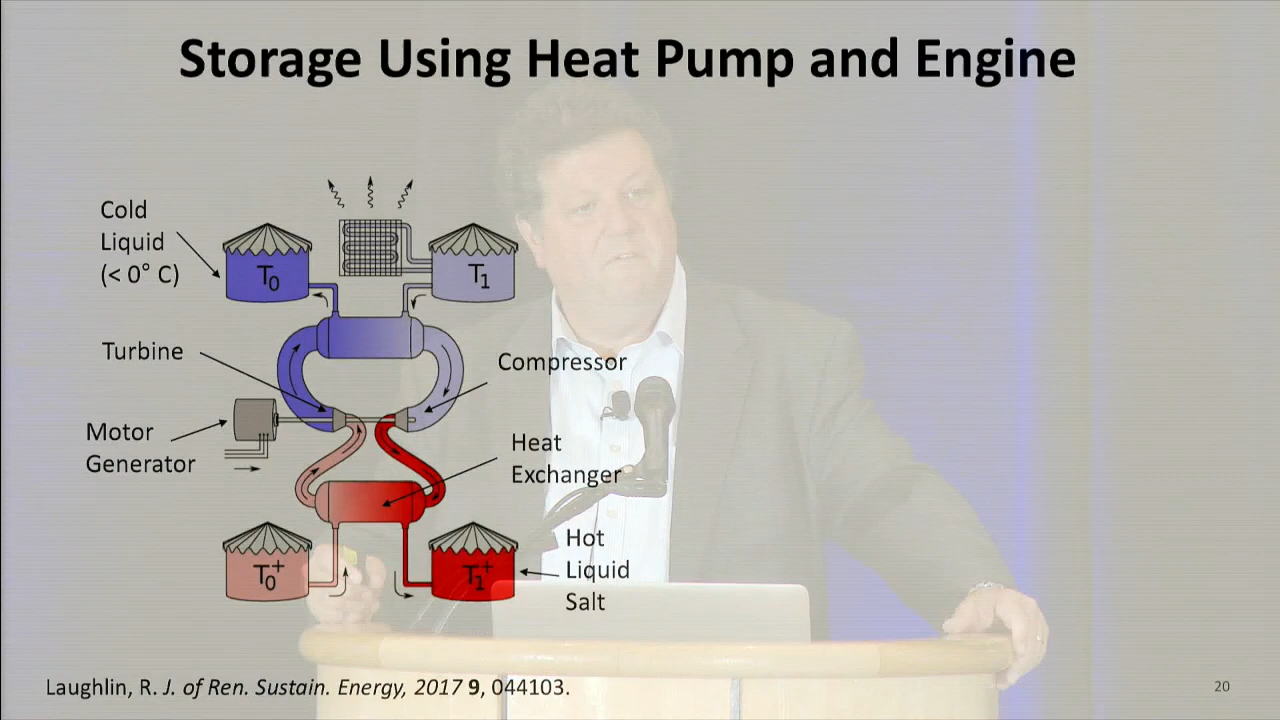 Storage Using Heat Pump and Engine
Cold
Liquid
(< 0° C)
T0
T1
Turbine
Compressor
Motor
Generator
Heat
Exchanger
Hot
Liquid
Salt
T0+
T1+
Laughlin, R. J. of Ren. Sustain. Energy, 2017 9, 044103.
20